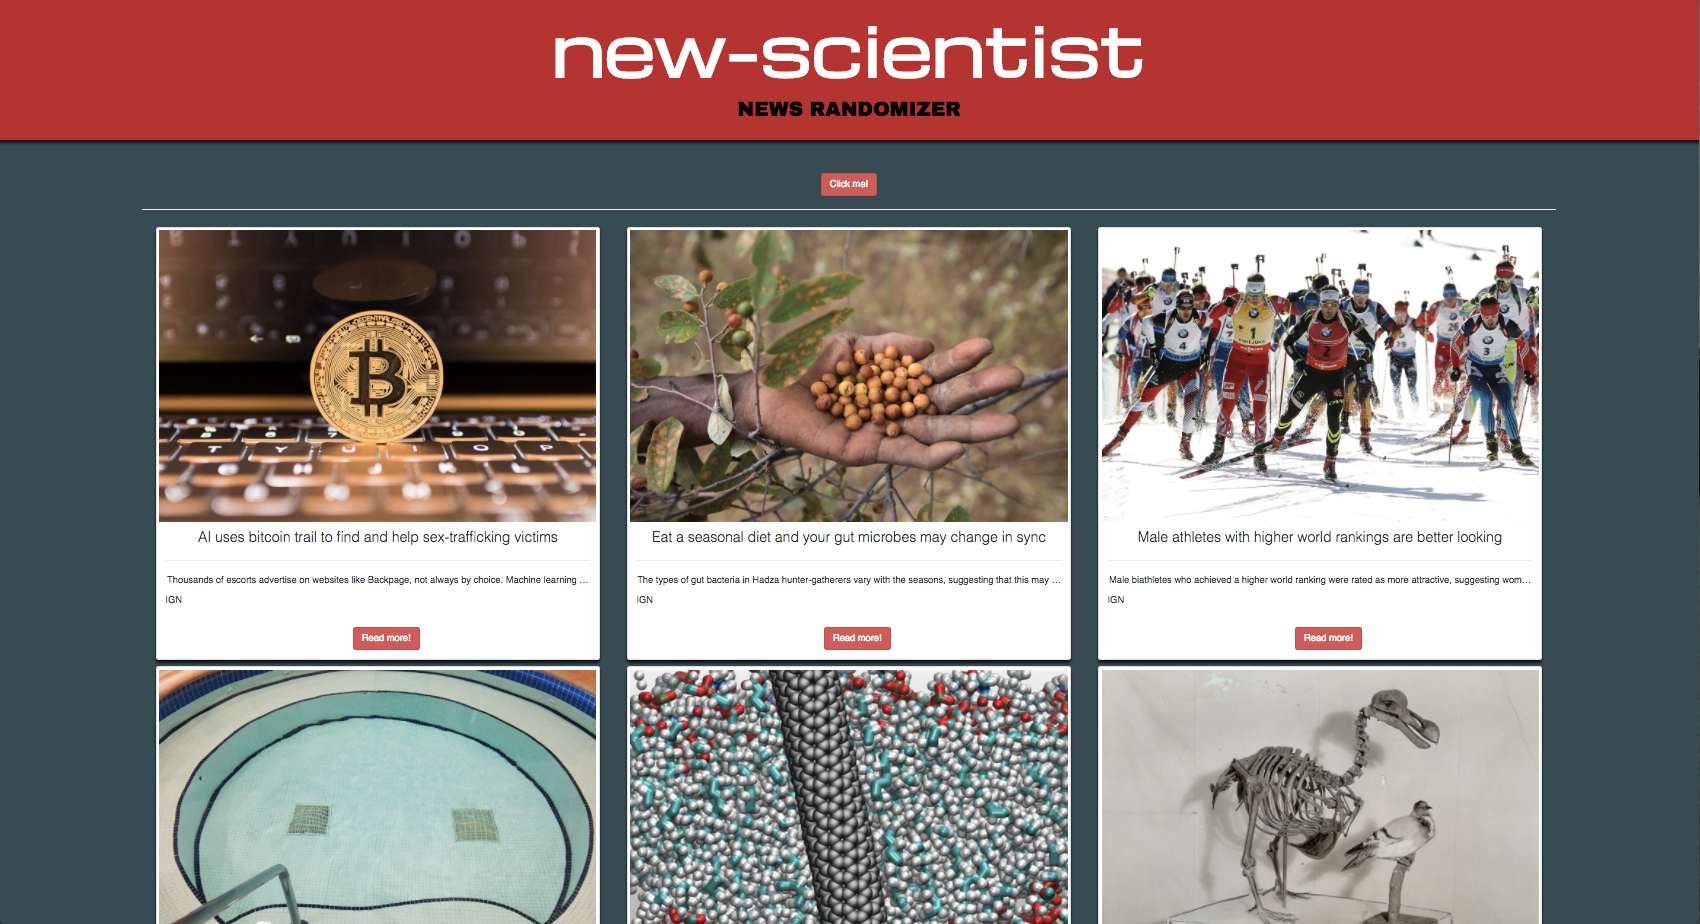 new-scientist
NEWS RANDOMIZER
Click me!
AI uses bitcoin trail to find and help sex-trafficking victims
Thousands of escorts advertise on websites like Backpage, not always by choice. Machine learning ...
IGN
Read more!
Eat a seasonal diet and your gut microbes may change in sync
The types of gut bacteria in Hadza hunter-gatherers vary with the seasons, suggesting that this may ...
IGN
Read more!
Male athletes with higher world rankings are better looking
Male biathletes who achieved a higher world ranking were rated as more attractive, suggesting wom...
IGN
Read more!
T Y U I O P
4
1
2
3